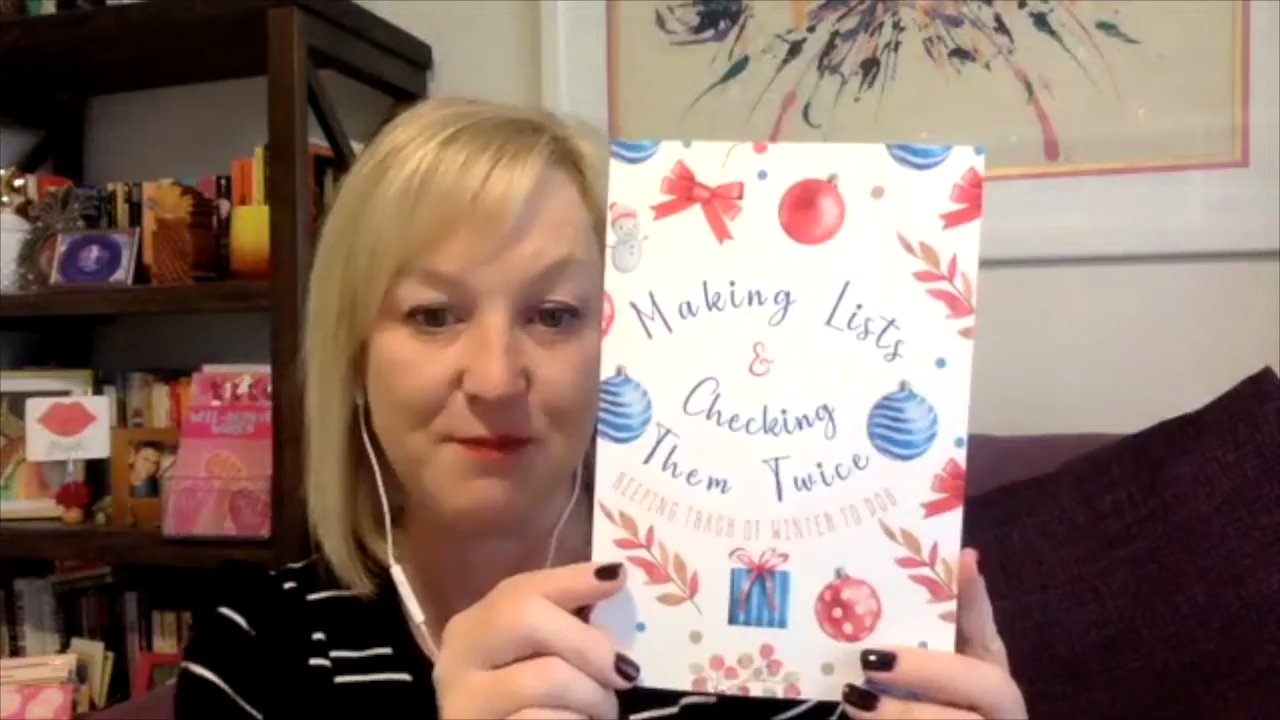 Making Lists
&
Checking
Them Twice
KEEPING TRACK OF WINTER TO DOS